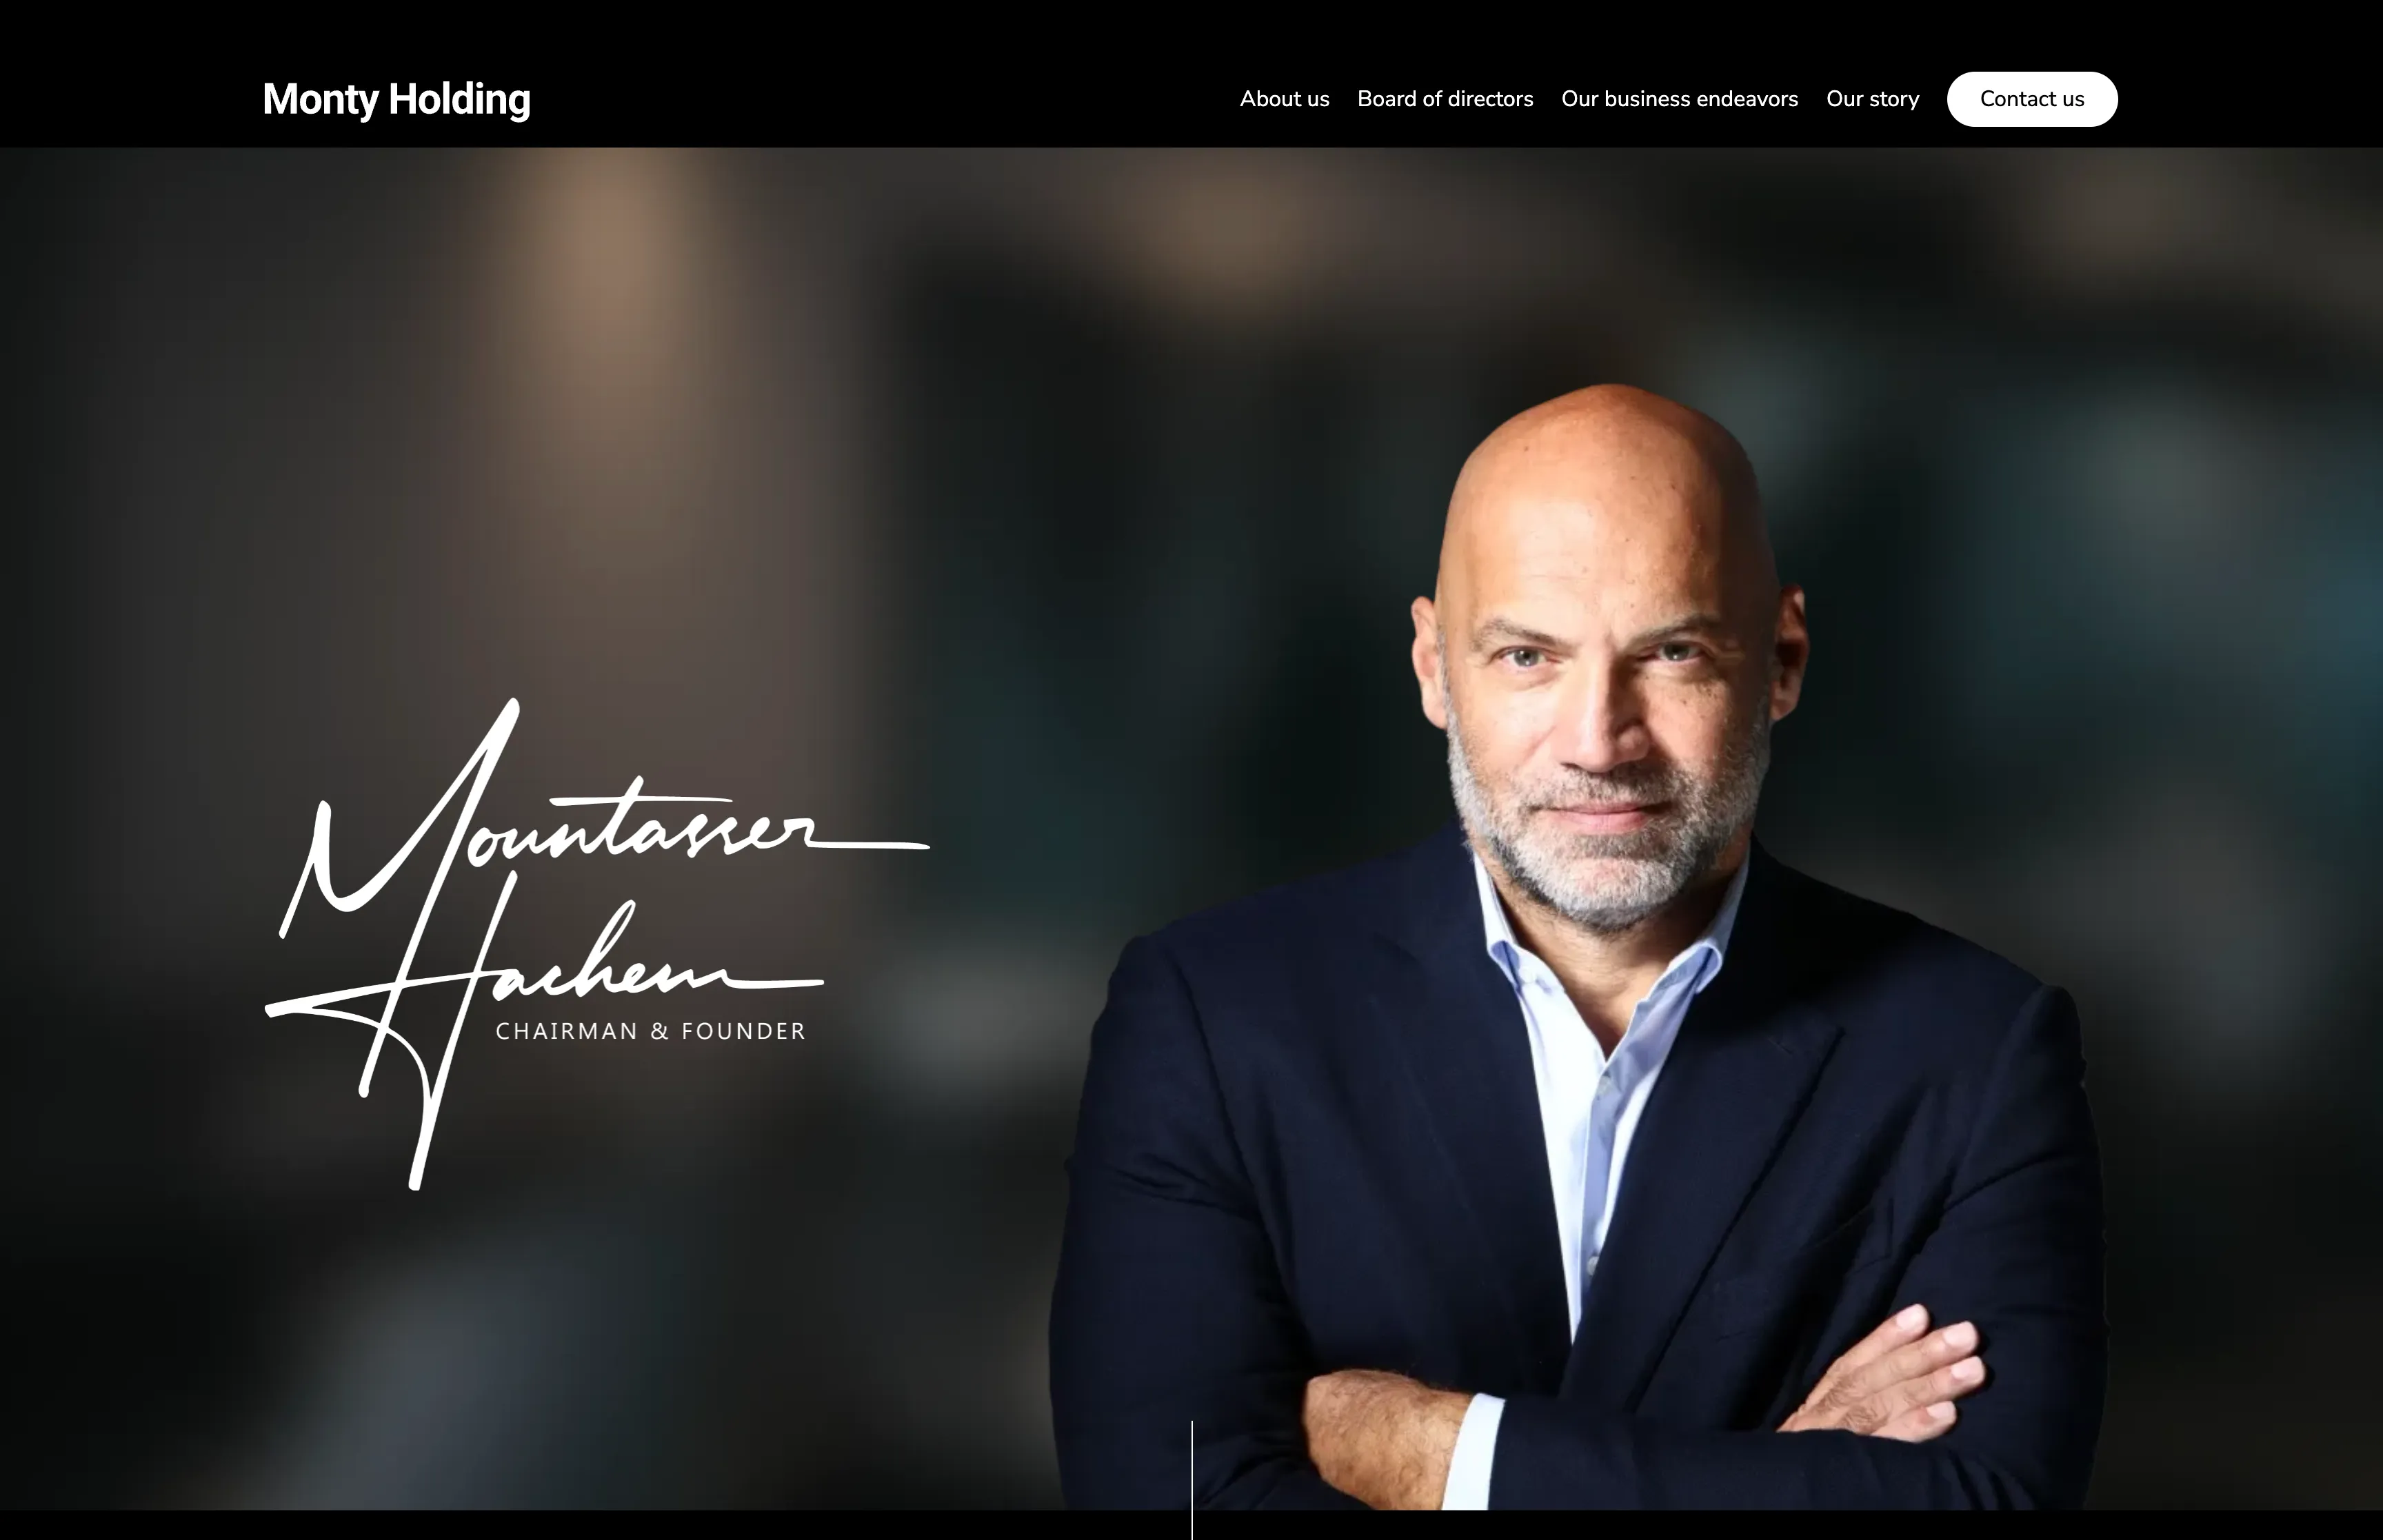 Monty Holding
About us
Board of directors
Our business endeavors
Our story
Contact us
Mountasser
Hachem
CHAIRMAN & FOUNDER